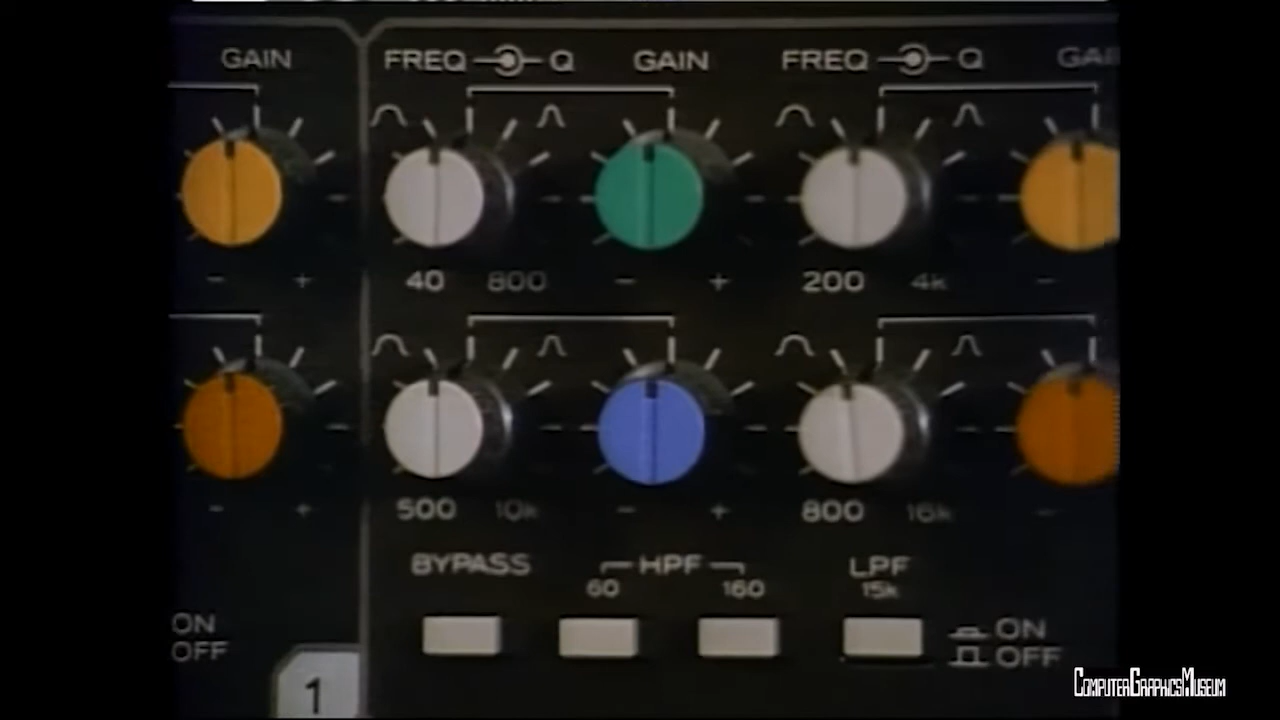 GAIN FREQ Q GAIN FREQ Q GAI
- + 40 800 - + 200 4k -
- + 500 10k - + 800 16k -
BYPASS HPF LPF
60 160 15k
ON ON
OFF OFF
1
COMPUTERGRAPHICSMUSEUM